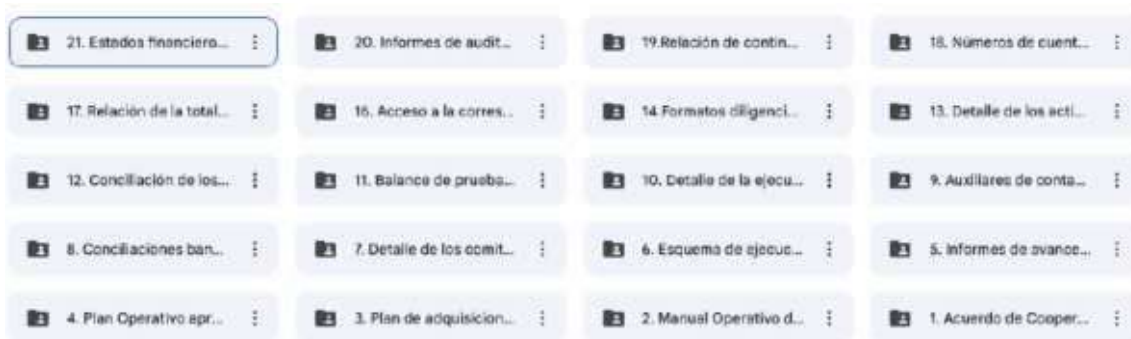 21. Estados financiero...
20. Informes de audit...
19.Relación de contin...
18. Números de cuent...
17. Relación de la total...
16. Acceso a la corres...
14 Formatos diligenci...
13. Detalle de los acti...
12. Conciliación de los...
11. Balance de prueba...
10. Detalle de la ejecu...
9. Auxiliares de conta...
8. Conciliaciones ban...
7. Detalle de los comit...
6. Esquema de ejecuc...
5. Informes de avance...
4. Plan Operativo apr...
3. Plan de adquisicion...
2. Manual Operativo d...
1. Acuerdo de Cooper...